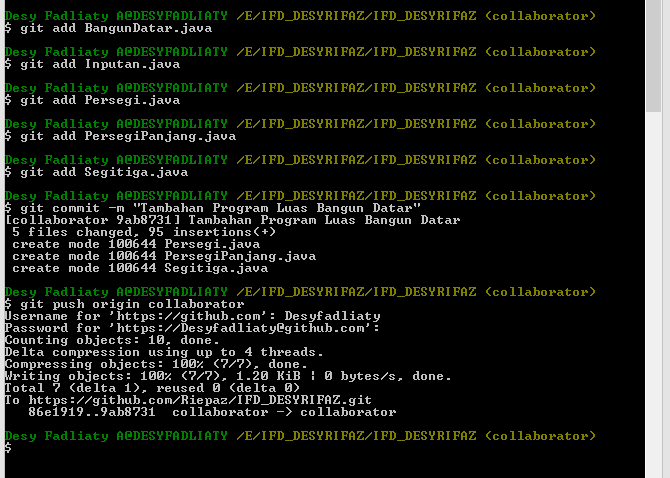 Desy Fadliaty A@DESYFADLIATY /E/IFD_DESYRIFAZ/IFD_DESYRIFAZ (collaborator)
$ git add BangunDatar.java
Desy Fadliaty A@DESYFADLIATY /E/IFD_DESYRIFAZ/IFD_DESYRIFAZ (collaborator)
$ git add Inputan.java
Desy Fadliaty A@DESYFADLIATY /E/IFD_DESYRIFAZ/IFD_DESYRIFAZ (collaborator)
$ git add Persegi.java
Desy Fadliaty A@DESYFADLIATY /E/IFD_DESYRIFAZ/IFD_DESYRIFAZ (collaborator)
$ git add PersegiPanjang.java
Desy Fadliaty A@DESYFADLIATY /E/IFD_DESYRIFAZ/IFD_DESYRIFAZ (collaborator)
$ git add Segitiga.java
Desy Fadliaty A@DESYFADLIATY /E/IFD_DESYRIFAZ/IFD_DESYRIFAZ (collaborator)
$ git commit -m "Tambahan Program Luas Bangun Datar"
[collaborator 9ab8731] Tambahan Program Luas Bangun Datar
 5 files changed, 95 insertions(+)
 create mode 100644 Persegi.java
 create mode 100644 PersegiPanjang.java
 create mode 100644 Segitiga.java
Desy Fadliaty A@DESYFADLIATY /E/IFD_DESYRIFAZ/IFD_DESYRIFAZ (collaborator)
$ git push origin collaborator
Username for 'https://github.com': Desyfadliaty
Password for 'https://Desyfadliaty@github.com':
Counting objects: 10, done.
Delta compression using up to 4 threads.
Compressing objects: 100% (7/7), done.
Writing objects: 100% (7/7), 1.20 KiB ¦ 0 bytes/s, done.
Total 7 (delta 1), reused 0 (delta 0)
To https://github.com/Riepaz/IFD_DESYRIFAZ.git
   86e1919..9ab8731  collaborator -> collaborator
Desy Fadliaty A@DESYFADLIATY /E/IFD_DESYRIFAZ/IFD_DESYRIFAZ (collaborator)
$